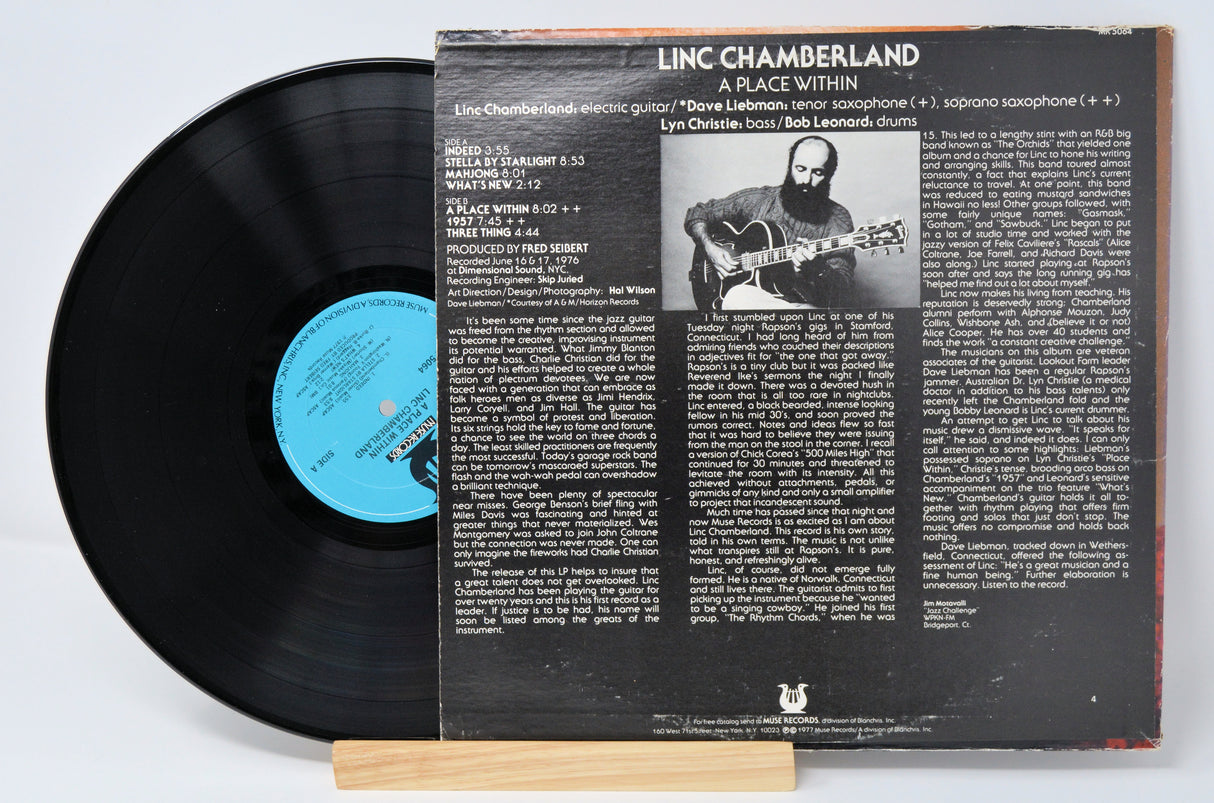 MR 5064
LINC CHAMBERLAND
A PLACE WITHIN
Linc Chamberland: electric guitar/*Dave Liebman: tenor saxophone (+), soprano saxophone (+ +)
Lyn Christie: bass/Bob Leonard: drums
SIDE A
INDEED 3:55
STELLA BY STARLIGHT 8:53
MAHJONG 8:01
WHAT'S NEW 2:12
SIDE B
A PLACE WITHIN 8:02 + +
1957 7:45 + +
THREE THING 4:44
PRODUCED BY FRED SEIBERT
Recorded June 16 & 17, 1976
at Dimensional Sound, NYC.
Recording Engineer: Skip Juried
Art Direction/Design/Photography: Hal Wilson
Dave Liebman/*Courtesy of A & M/Horizon Records
It's been some time since the jazz guitar
was freed from the rhythm section and allowed
to become the creative, improvising instrument
its potential warranted. What Jimmy Blanton
did for the bass, Charlie Christian did for the
guitar and his efforts helped to create a whole
nation of plectrum devotees. We are now
faced with a generation that can embrace as
folk heroes men as diverse as Jimi Hendrix,
Larry Coryell, and Jim Hall. The guitar has
become a symbol of protest and liberation.
Its six strings hold the key to fame and fortune,
a chance to see the world on three chords a
day. The least skilled practitioners are frequently
the most successful. Today's garage rock band
can be tomorrow's mascaraed superstars. The
flash and the wah-wah pedal can overshadow
a brilliant technique.
There have been plenty of spectacular
near misses. George Benson's brief fling with
Miles Davis was fascinating and hinted at
greater things that never materialized. Wes
Montgomery was asked to join John Coltrane
but the connection was never made. One can
only imagine the fireworks had Charlie Christian
survived.
The release of this LP helps to insure that
a great talent does not get overlooked. Linc
Chamberland has been playing the guitar for
over twenty years and this is his first record as a
leader. If justice is to be had, his name will
soon be listed among the greats of the
instrument.
I first stumbled upon Linc at one of his
Tuesday night Rapson's gigs in Stamford,
Connecticut. I had long heard of him from
admiring friends who couched their descriptions
in adjectives fit for "the one that got away."
Rapson's is a tiny club but it was packed like
Reverend Ike's sermons the night I finally
made it down. There was a devoted hush in
the room that is all too rare in nightclubs.
Linc entered, a black bearded, intense looking
fellow in his mid 30's, and soon proved the
rumors correct. Notes and ideas flew so fast
that it was hard to believe they were issuing
from the man on the stool in the corner. I recall
a version of Chick Corea's "500 Miles High" that
continued for 30 minutes and threatened to
levitate the room with its intensity. All this
achieved without attachments, pedals, or
gimmicks of any kind and only a small amplifier
to project that incandescent sound.
Much time has passed since that night and
now Muse Records is as excited as I am about
Linc Chamberland. This record is his own story,
told in his own terms. The music is not unlike
what transpires still at Rapson's. It is pure,
honest, and refreshingly alive.
Linc, of course, did not emerge fully
formed. He is a native of Norwalk, Connecticut
and still lives there. The guitarist admits to first
picking up the instrument because he "wanted
to be a singing cowboy." He joined his first
group, "The Rhythm Chords," when he was
15. This led to a lengthy stint with an R&B big
band known as "The Orchids" that yielded one
album and a chance for Linc to hone his writing
and arranging skills. This band toured almost
constantly, a fact that explains Linc's current
reluctance to travel. At one point, this band
was reduced to eating mustard sandwiches
in Hawaii no less! Other groups followed, with
some fairly unique names: "Gasmask,"
"Gotham," and "Sawbuck." Linc began to put
in a lot of studio time and worked with the
jazzy version of Felix Caviliere's "Rascals" (Alice
Coltrane, Joe Farrell, and Richard Davis were
also along.) Linc started playing at Rapson's
soon after and says the long running gig has
"helped me find out a lot about myself."
Linc now makes his living from teaching. His
reputation is deservedly strong; Chamberland
alumni perform with Alphonse Mouzon, Judy
Collins, Wishbone Ash, and (believe it or not)
Alice Cooper. He has over 40 students and
finds the work "a constant creative challenge."
The musicians on this album are veteran
associates of the guitarist. Lookout Farm leader
Dave Liebman has been a regular Rapson's
jammer. Australian Dr. Lyn Christie (a medical
doctor in addition to his bass talents) only
recently left the Chamberland fold and the
young Bobby Leonard is Linc's current drummer.
An attempt to get Linc to talk about his
music drew a dismissive wave. "It speaks for
itself," he said, and indeed it does. I can only
call attention to some highlights: Liebman's
possessed soprano on Lyn Christie's "Place
Within," Christie's tense, brooding arco bass on
Chamberland's "1957" and Leonard's sensitive
accompaniment on the trio feature "What's
New." Chamberland's guitar holds it all to-
gether with rhythm playing that offers firm
footing and solos that just don't stop. The
music offers no compromise and holds back
nothing.
Dave Liebman, tracked down in Wethers-
field, Connecticut, offered the following as-
sessment of Linc: "He's a great musician and a
fine human being." Further elaboration is
unnecessary. Listen to the record.
Jim Motavalli
"Jazz Challenge"
WPKN-FM
Bridgeport, Ct.
4
For free catalog send to MUSE RECORDS, a division of Blanchris, Inc.
160 West 71st Street New York, N.Y. 10023 ℗ © 1977 Muse Records/A division of Blanchris, Inc.
MUSE RECORDS, A DIVISION OF BLANCHRIS, INC., NEW YORK, NY
5064
A PLACE WITHIN
LINC CHAMBERLAND
SIDE A